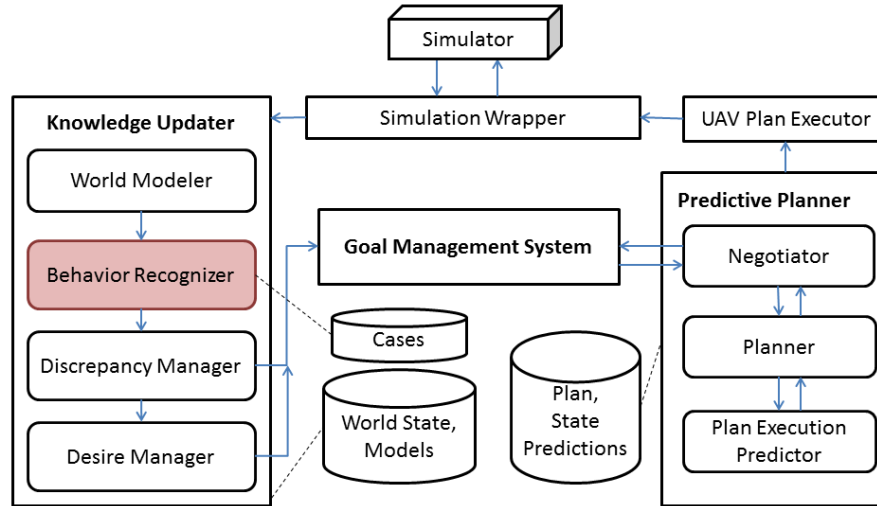 Simulator
Simulation Wrapper
UAV Plan Executor
Knowledge Updater
World Modeler
Behavior Recognizer
Discrepancy Manager
Desire Manager
Goal Management System
Cases
World State,
Models
Plan,
State
Predictions
Predictive Planner
Negotiator
Planner
Plan Execution
Predictor